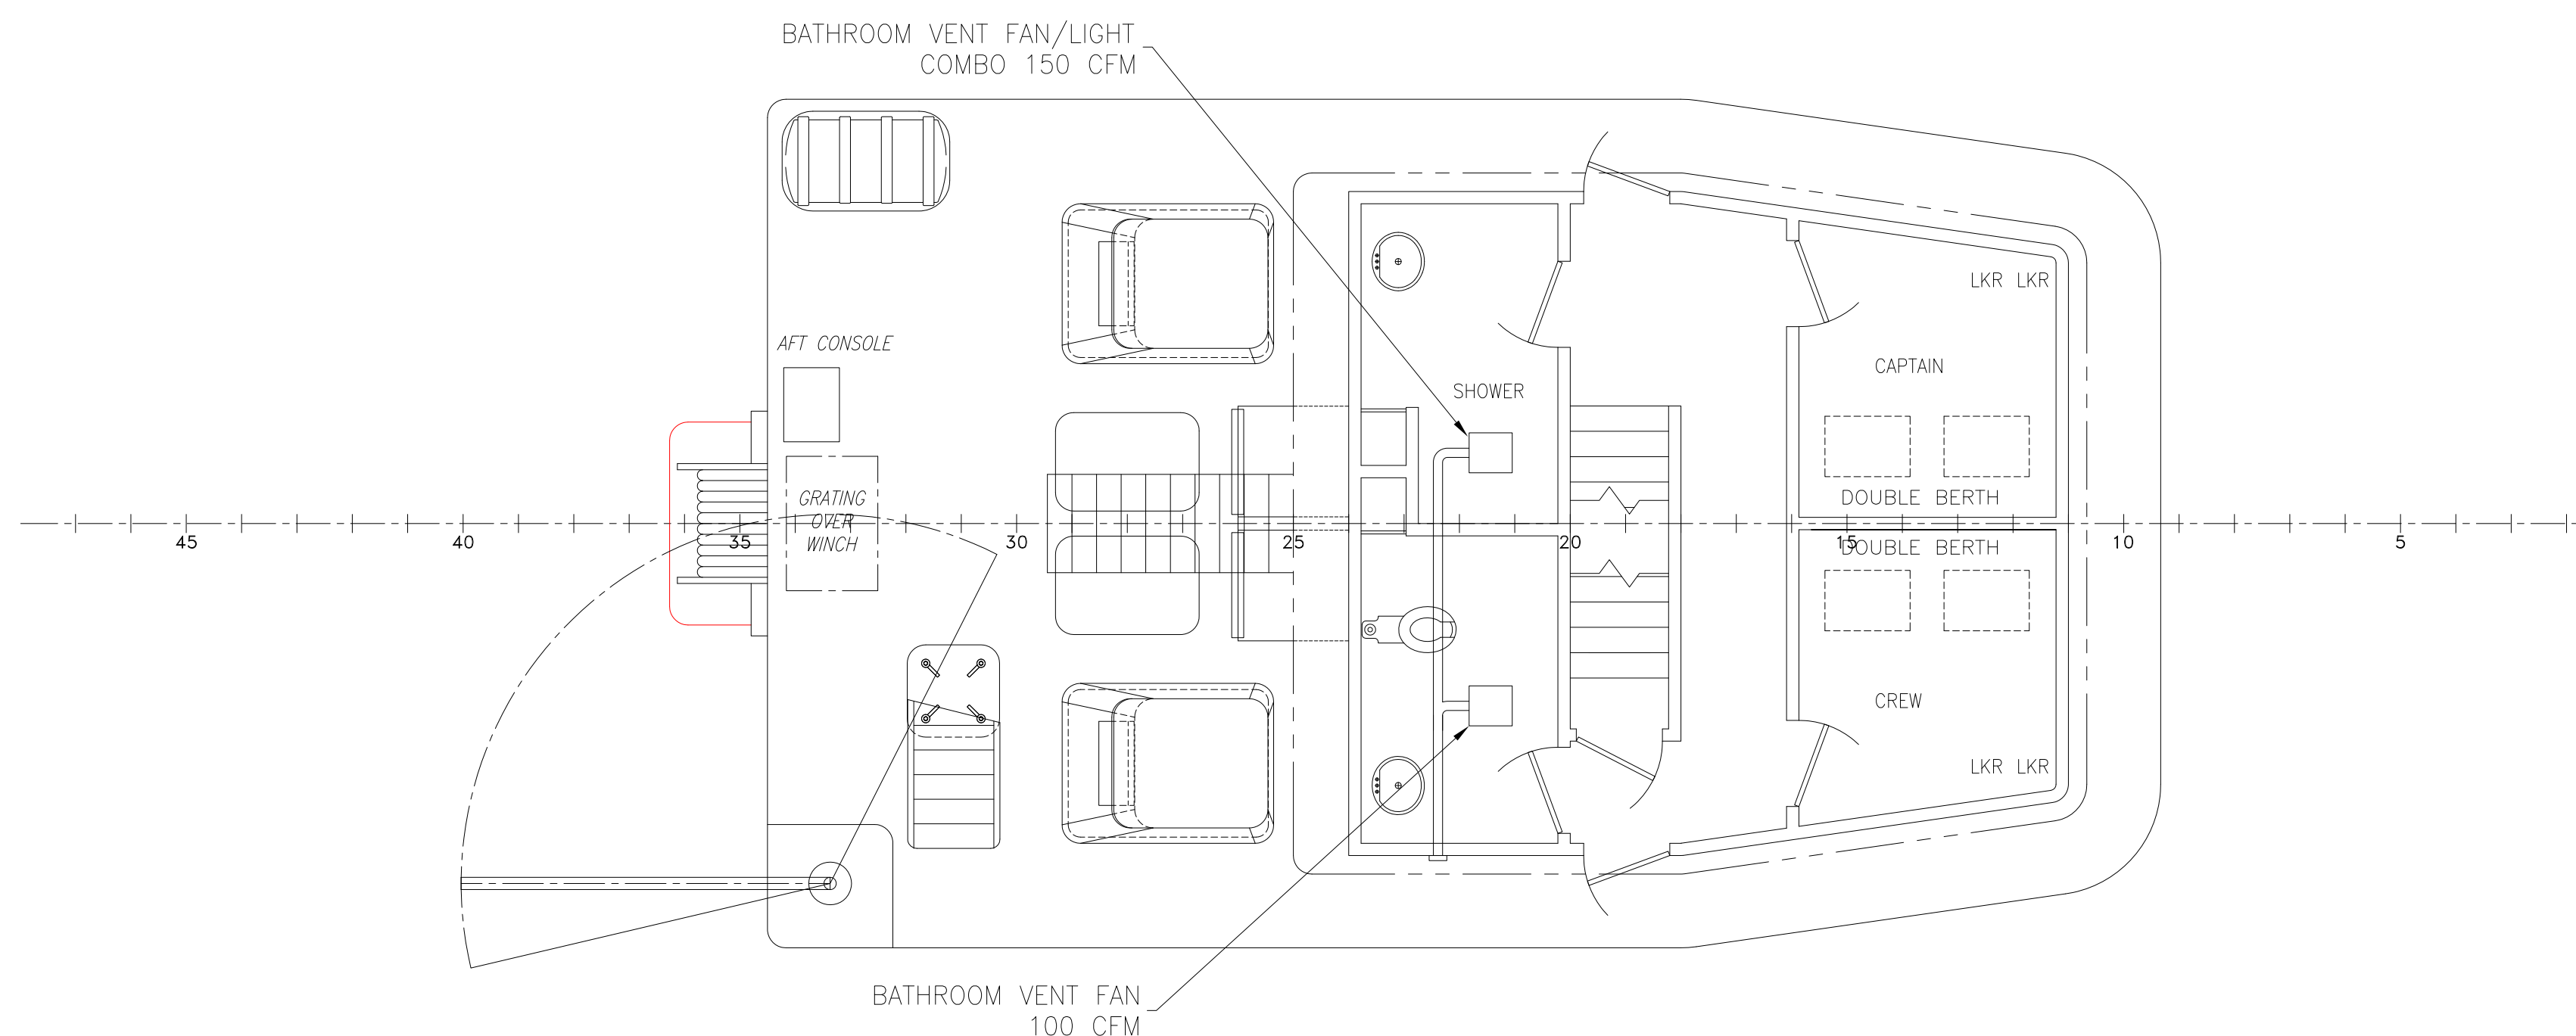 BATHROOM VENT FAN/LIGHT
COMBO 150 CFM
LKR LKR
AFT CONSOLE
CAPTAIN
SHOWER
GRATING
OVER
WINCH
DOUBLE BERTH
45 40 35 30 25 20 15 10 5
DOUBLE BERTH
CREW
LKR LKR
BATHROOM VENT FAN
100 CFM